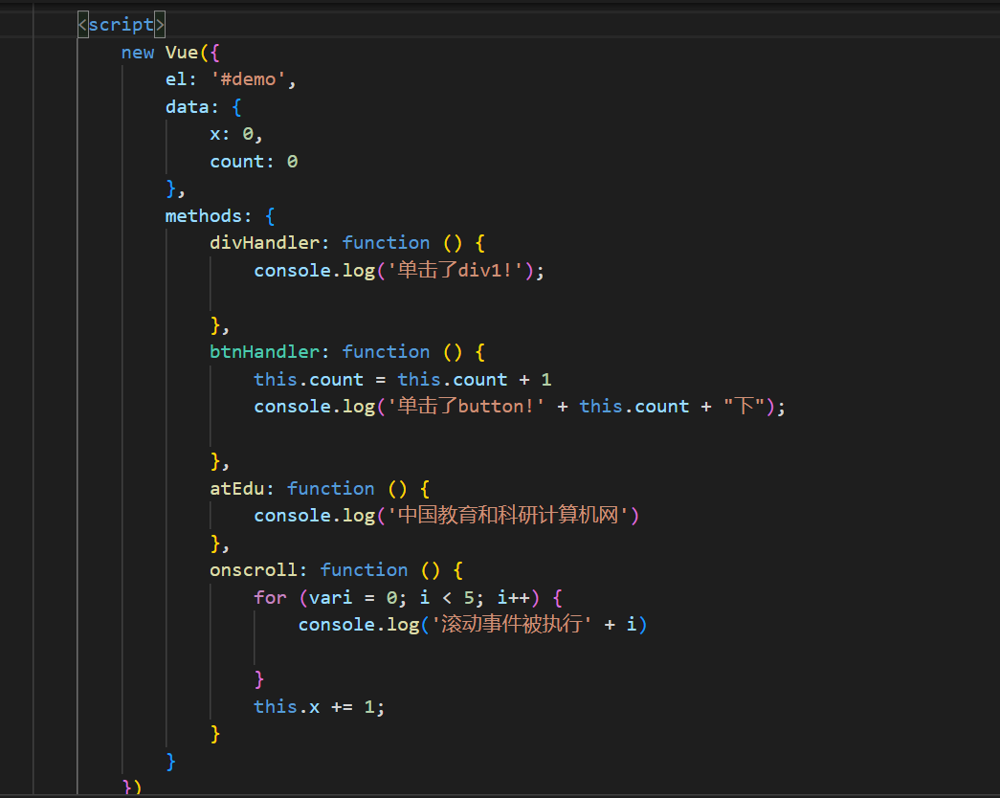 <script>
new Vue({
el: '#demo',
data: {
x: 0,
count: 0
},
methods: {
divHandler: function () {
console.log('单击了div1!');
},
btnHandler: function () {
this.count = this.count + 1
console.log('单击了button!' + this.count + "下");
},
atEdu: function () {
console.log('中国教育和科研计算机网')
},
onscroll: function () {
for (vari = 0; i < 5; i++) {
console.log('滚动事件被执行' + i)
}
this.x += 1;
}
}
})